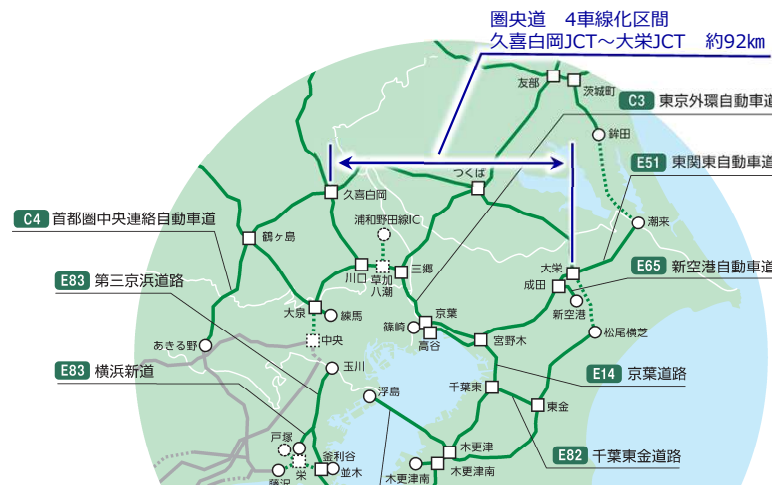 圏央道 4車線化区間
久喜白岡JCT～大栄JCT 約92km
友部
茨城町
C3 東京外環自動車道
鉾田
E51 東関東自動車道
つくば
久喜白岡
浦和野田線IC
C4 首都圏中央連絡自動車道
鶴ヶ島
潮来
川口
草加
八潮
三郷
大栄
成田
E65 新空港自動車道
新空港
E83 第三京浜道路
大泉
練馬
京葉
篠崎
高谷
宮野木
松尾横芝
中央
あきる野
玉川
E83 横浜新道
浮島
千葉東
E14 京葉道路
東金
戸塚
栄
釜利谷
並木
藤沢
木更津
木更津南
木更津南
E82 千葉東金道路